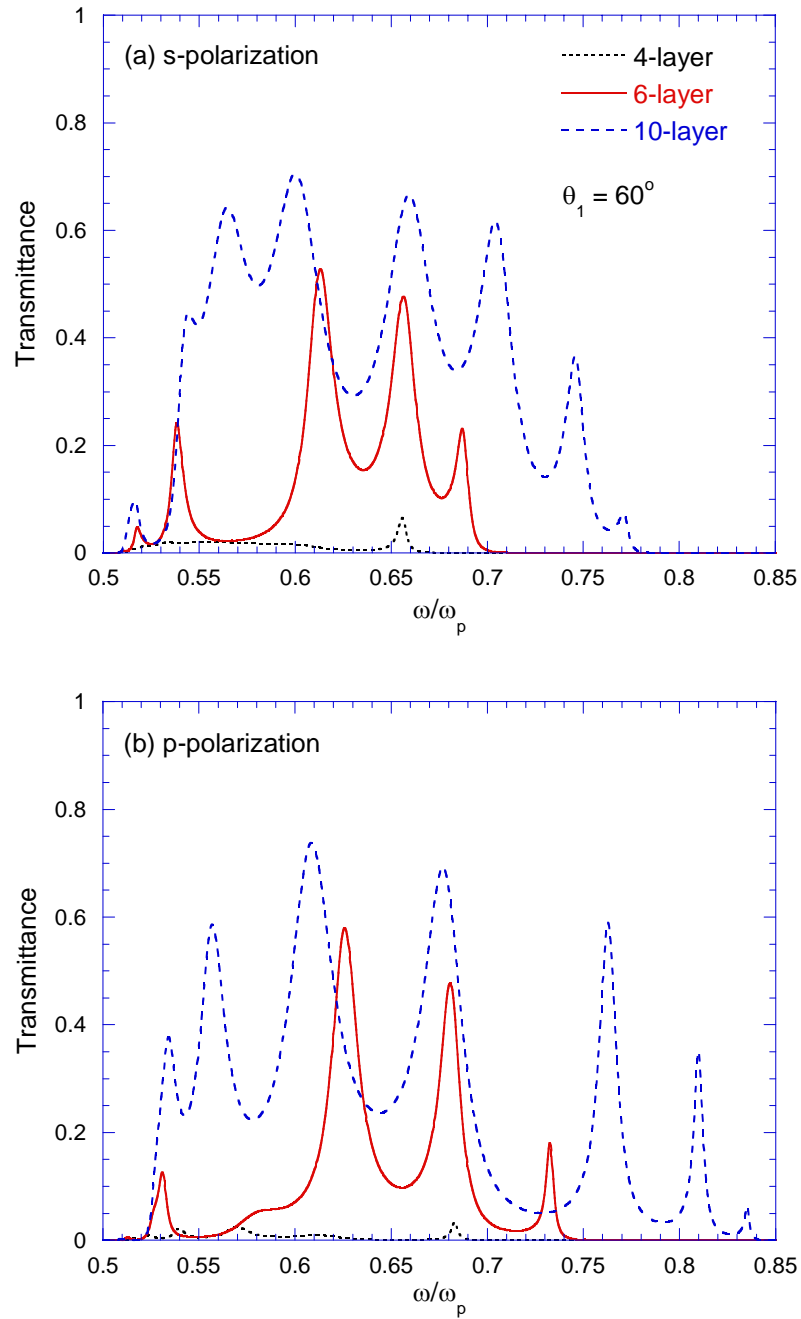 1
(a) s-polarization
4-layer
6-layer
0.8
10-layer
θ1 = 60o
0.6
Transmittance
0.4
0.2
0
0.5 0.55 0.6 0.65 0.7 0.75 0.8 0.85
ω/ωp
1
(b) p-polarization
0.8
0.6
Transmittance
0.4
0.2
0
0.5 0.55 0.6 0.65 0.7 0.75 0.8 0.85
ω/ωp